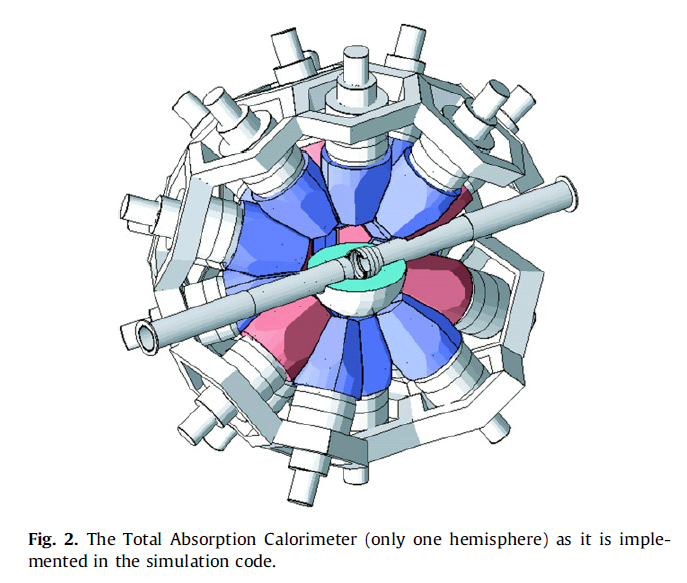 Fig. 2. The Total Absorption Calorimeter (only one hemisphere) as it is imple-
mented in the simulation code.